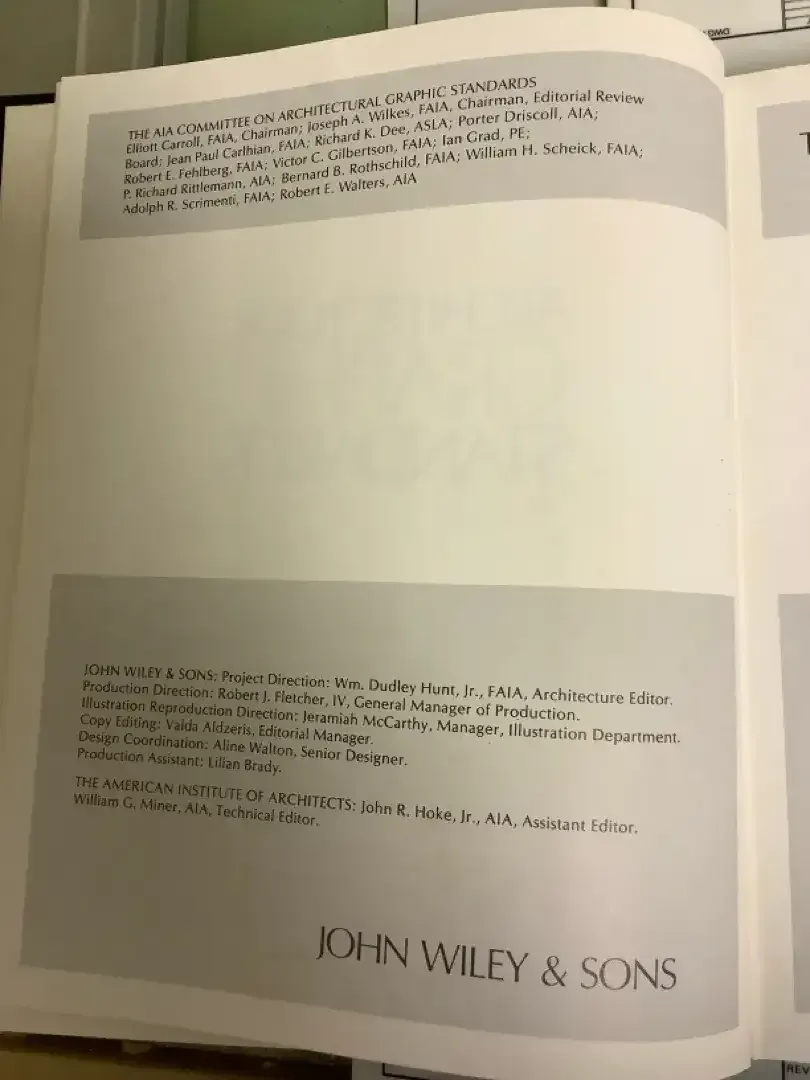 THE AIA COMMITTEE ON ARCHITECTURAL GRAPHIC STANDARDS
Elliott Carroll, FAIA, Chairman; Joseph A. Wilkes, FAIA, Chairman, Editorial Review
Board; Jean Paul Carlhian, FAIA; Richard K. Dee, ASLA; Porter Driscoll, AIA;
Robert E. Fehlberg, FAIA; Victor C. Gilbertson, FAIA; Ian Grad, PE;
P. Richard Rittlemann, AIA; Bernard B. Rothschild, FAIA; William H. Scheick, FAIA;
Adolph R. Scrimenti, FAIA; Robert E. Walters, AIA
JOHN WILEY & SONS: Project Direction: Wm. Dudley Hunt, Jr., FAIA, Architecture Editor.
Production Direction: Robert J. Fletcher, IV, General Manager of Production.
Illustration Reproduction Direction: Jeramiah McCarthy, Manager, Illustration Department.
Copy Editing: Valda Aldzeris, Editorial Manager.
Design Coordination: Aline Walton, Senior Designer.
Production Assistant: Lilian Brady.
THE AMERICAN INSTITUTE OF ARCHITECTS: John R. Hoke, Jr., AIA, Assistant Editor.
William G. Miner, AIA, Technical Editor.
JOHN WILEY & SONS